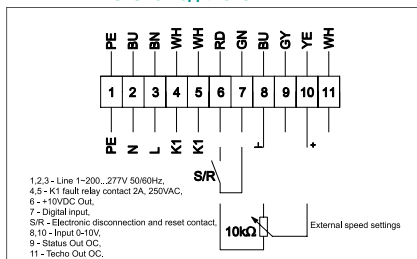 PE BU BN WH WH RD GN BU GY YE WH
1 2 3 4 5 6 7 8 9 10 11
PE N L K1 K1 - +
S/R
1,2,3 - Line 1~200...277V 50/60Hz,
4,5 - K1 fault relay contact 2A, 250VAC,
6 - +10VDC Out,
7 - Digital input,
S/R - Electronic disconnection and reset contact,
8,10 - Input 0-10V,
9 - Status Out OC,
11 - Techo Out OC.
10kΩ
External speed settings